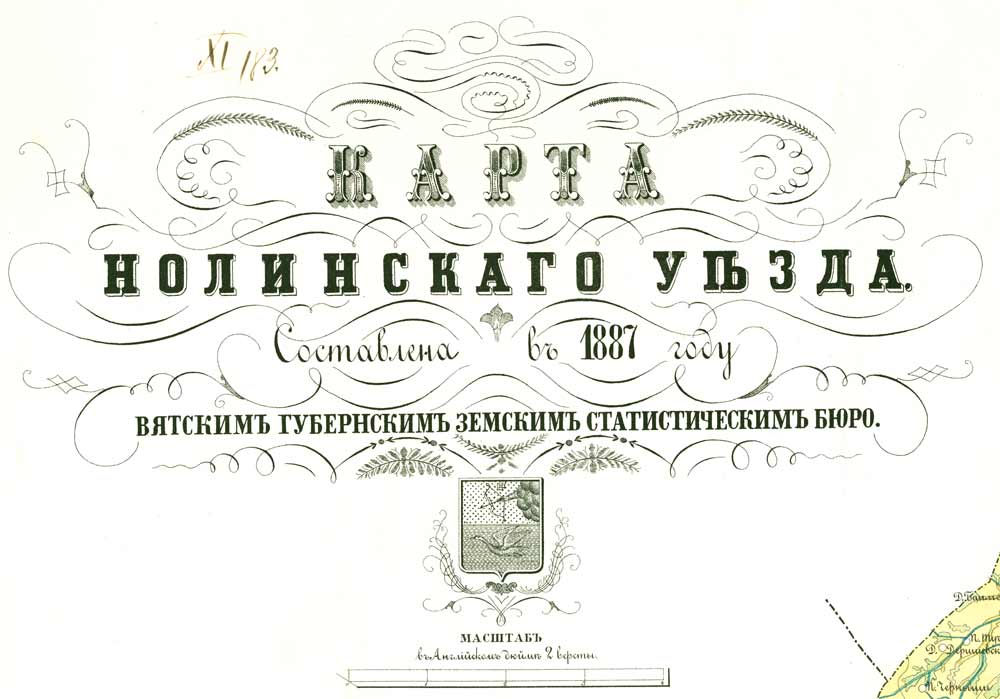 XI 183.
КАРТА
НОЛИНСКАГО УѢЗДА.
Составлена въ 1887 году
ВЯТСКИМЪ ГУБЕРНСКИМЪ ЗЕМСКИМЪ СТАТИСТИЧЕСКИМЪ БЮРО.
МАСШТАБЪ
въ Англійскомъ дюймѣ 2 версты.